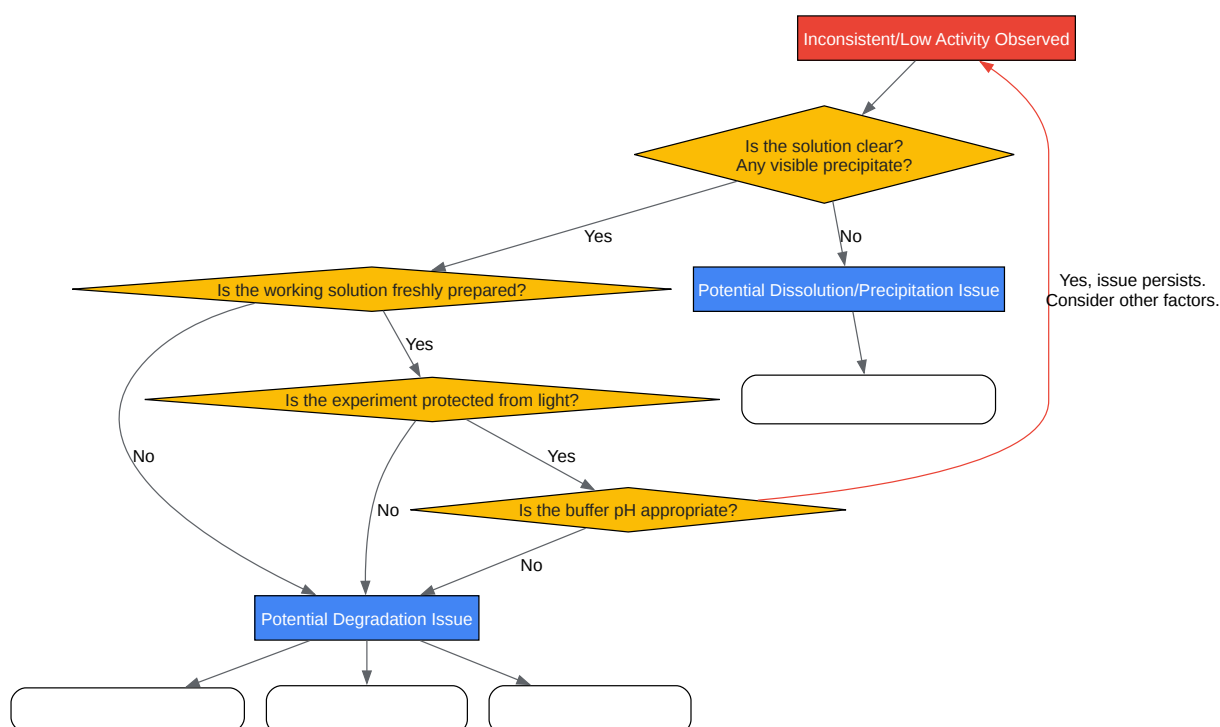 Inconsistent/Low Activity Observed
Is the solution clear?
Any visible precipitate?
Yes
No
Is the working solution freshly prepared?
Potential Dissolution/Precipitation Issue
Yes, issue persists.
Consider other factors.
Yes
Is the experiment protected from light?
No
Yes
No
Is the buffer pH appropriate?
No
Potential Degradation Issue